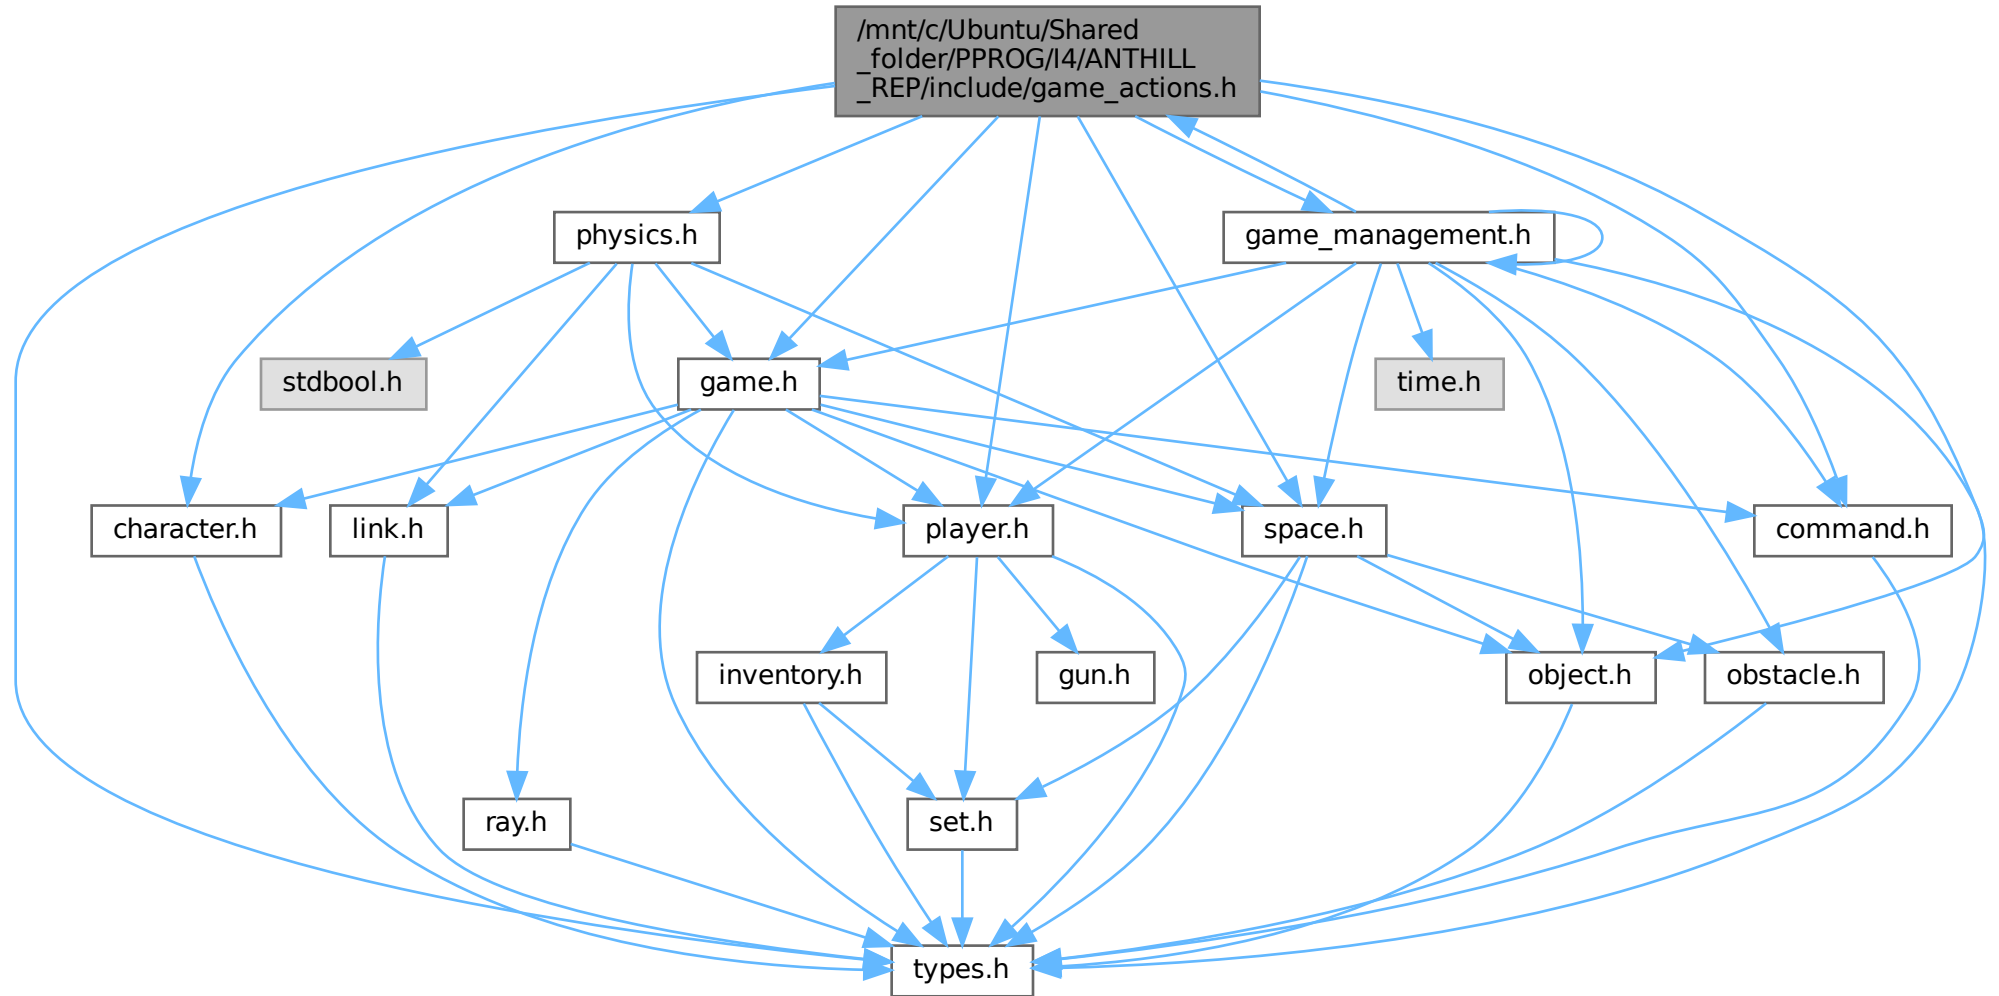 /mnt/c/Ubuntu/Shared
_folder/PPROG/I4/ANTHILL
_REP/include/game_actions.h
physics.h
game_management.h
stdbool.h
game.h
time.h
character.h
link.h
player.h
space.h
command.h
inventory.h
gun.h
object.h
obstacle.h
ray.h
set.h
types.h